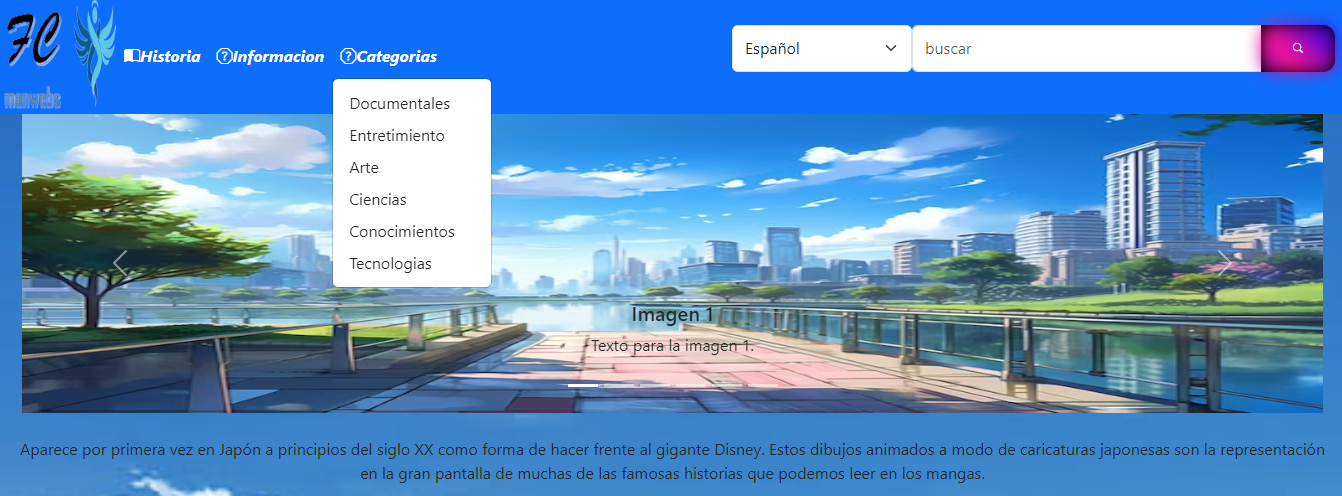 FC
manwebc
Historia
Informacion
Categorias
Español
buscar
Documentales
Entretimiento
Arte
Ciencias
Conocimientos
Tecnologias
Imagen 1
Texto para la imagen 1.
Aparece por primera vez en Japón a principios del siglo XX como forma de hacer frente al gigante Disney. Estos dibujos animados a modo de caricaturas japonesas son la representación
en la gran pantalla de muchas de las famosas historias que podemos leer en los mangas.